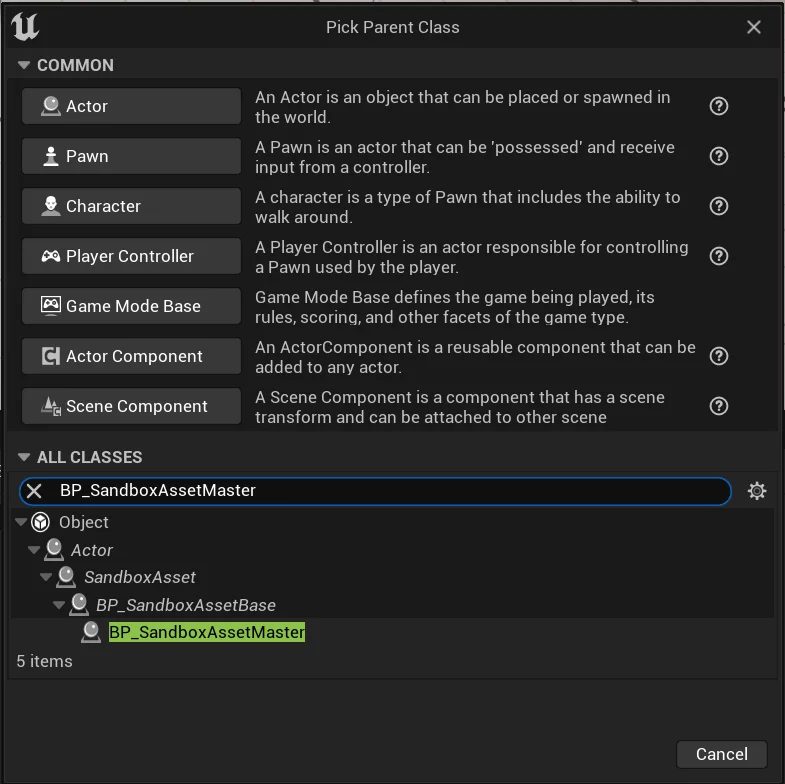 Pick Parent Class
COMMON
Actor
An Actor is an object that can be placed or spawned in
the world.
Pawn
A Pawn is an actor that can be 'possessed' and receive
input from a controller.
Character
A character is a type of Pawn that includes the ability to
walk around.
Player Controller
A Player Controller is an actor responsible for controlling
a Pawn used by the player.
Game Mode Base
Game Mode Base defines the game being played, its
rules, scoring, and other facets of the game type.
Actor Component
An ActorComponent is a reusable component that can be
added to any actor.
Scene Component
A Scene Component is a component that has a scene
transform and can be attached to other scene
ALL CLASSES
BP_SandboxAssetMaster
Object
Actor
SandboxAsset
BP_SandboxAssetBase
BP_SandboxAssetMaster
5 items
Cancel